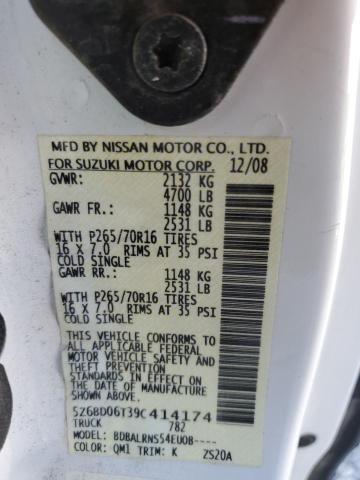 MFD BY NISSAN MOTOR CO., LTD.
FOR SUZUKI MOTOR CORP. 12/08
GVWR: 2132 KG
4700 LB
GAWR FR.: 1148 KG
2531 LB
WITH P265/70R16 TIRES
16 X 7.0 RIMS AT 35 PSI
COLD SINGLE
GAWR RR.: 1148 KG
2531 LB
WITH P265/70R16 TIRES
16 X 7.0 RIMS AT 35 PSI
COLD SINGLE
THIS VEHICLE CONFORMS TO
ALL APPLICABLE FEDERAL
MOTOR VEHICLE SAFETY AND
THEFT PREVENTION
STANDARDS IN EFFECT ON
THE DATE OF MANUFACTURE
SHOWN ABOVE.
5Z6BD06T39C414174
TRUCK 782
MODEL: BDBALRNS54EUOB----
COLOR: QM1 TRIM: K ZS20A